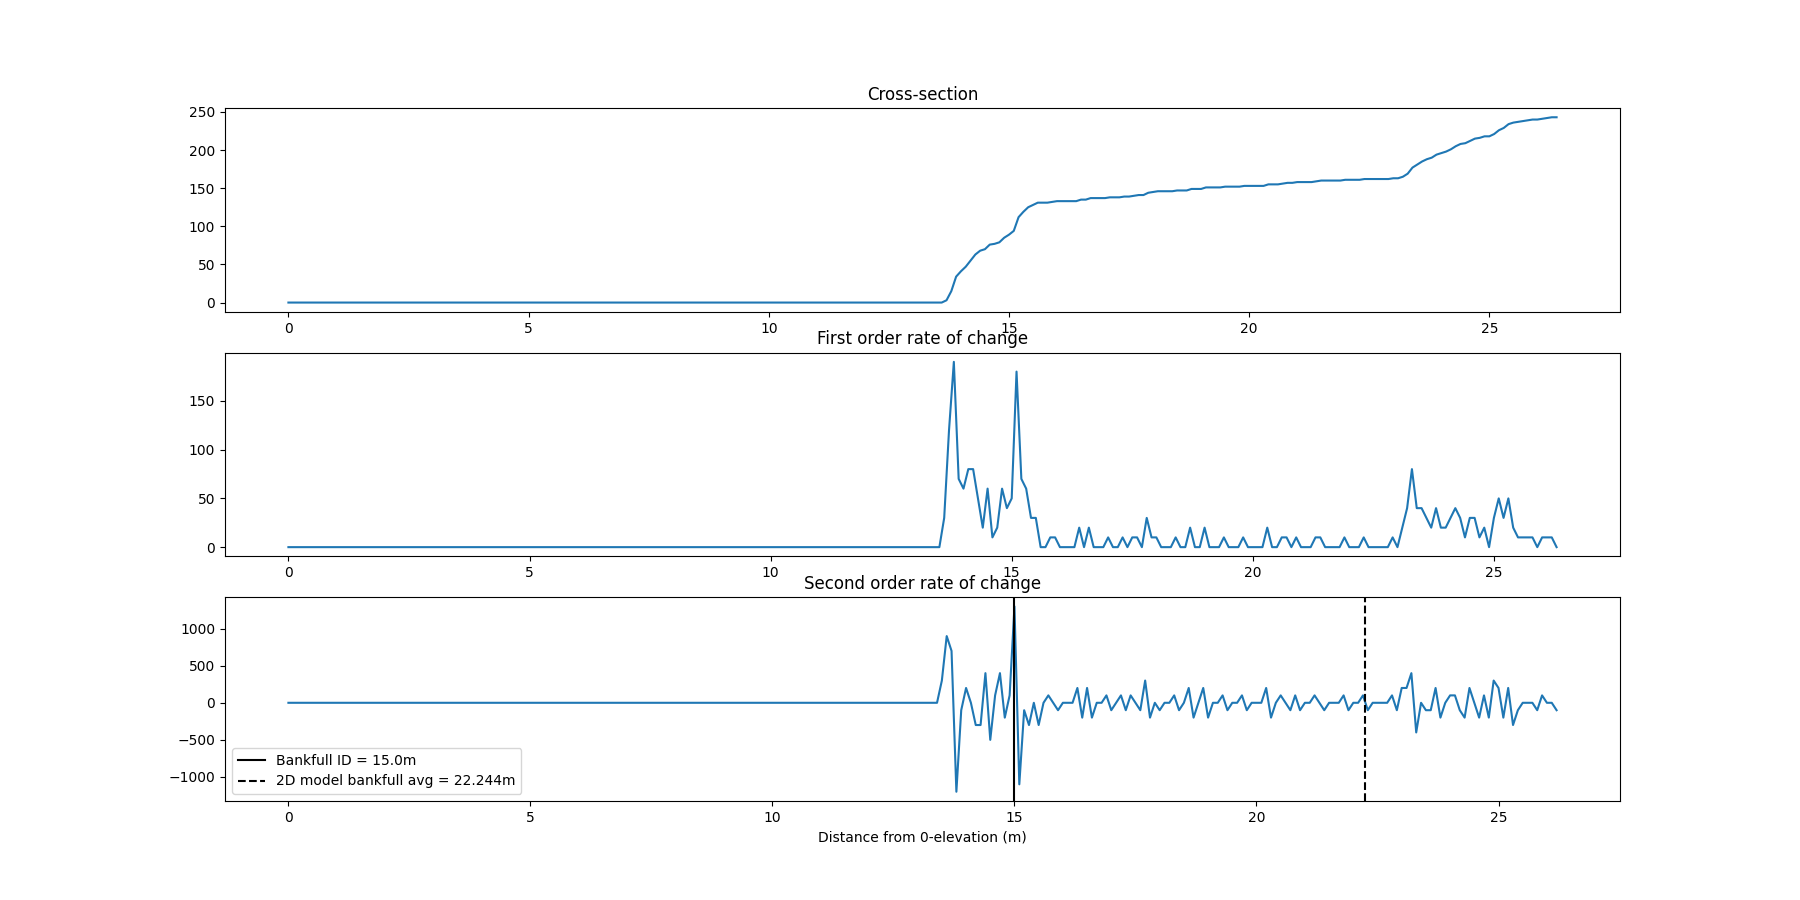 Cross-section
250
200
150
100
50
0
0 5 10 15 20 25
First order rate of change
150
100
50
0
0 5 10 15 20 25
Second order rate of change
1000
500
0
−500
−1000
Bankfull ID = 15.0m
2D model bankfull avg = 22.244m
0 5 10 15 20 25
Distance from 0-elevation (m)